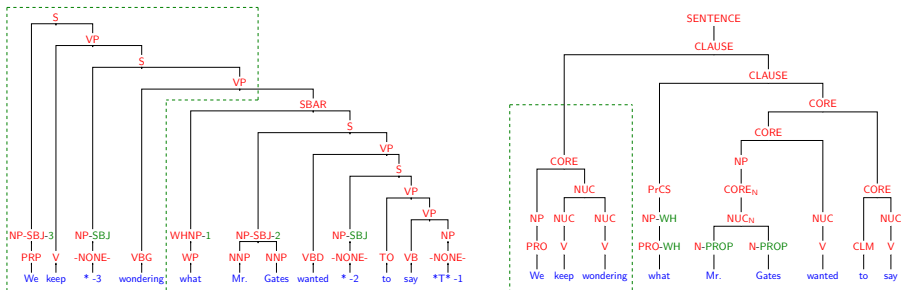 S SENTENCE
VP CLAUSE
S CLAUSE
VP
SBAR CORE
S CORE
VP CORE NP
S NUC PrCS CORE_N CORE
VP
VP NP NUC NUC NP-WH NUC_N NUC NUC
NP-SBJ-3 NP-SBJ WHNP-1 NP-SBJ-2 NP-SBJ NP
PRP V -NONE- VBG WP NNP NNP VBD -NONE- TO VB -NONE- PRO V V PRO-WH N-PROP N-PROP V CLM V
We keep * -3 wondering what Mr. Gates wanted * -2 to say *T* -1 We keep wondering what Mr. Gates wanted to say